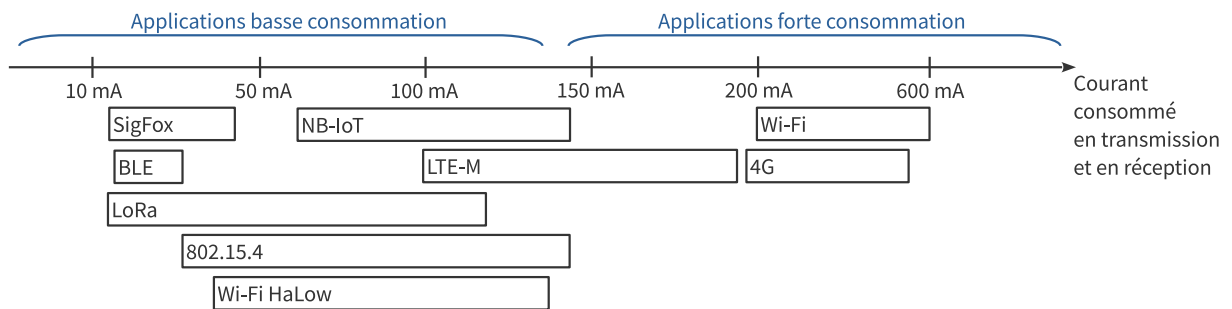 Applications basse consommation
Applications forte consommation
10 mA
50 mA
100 mA
150 mA
200 mA
600 mA
Courant
consommé
en transmission
et en réception
SigFox
NB-IoT
Wi-Fi
BLE
LTE-M
4G
LoRa
802.15.4
Wi-Fi HaLow